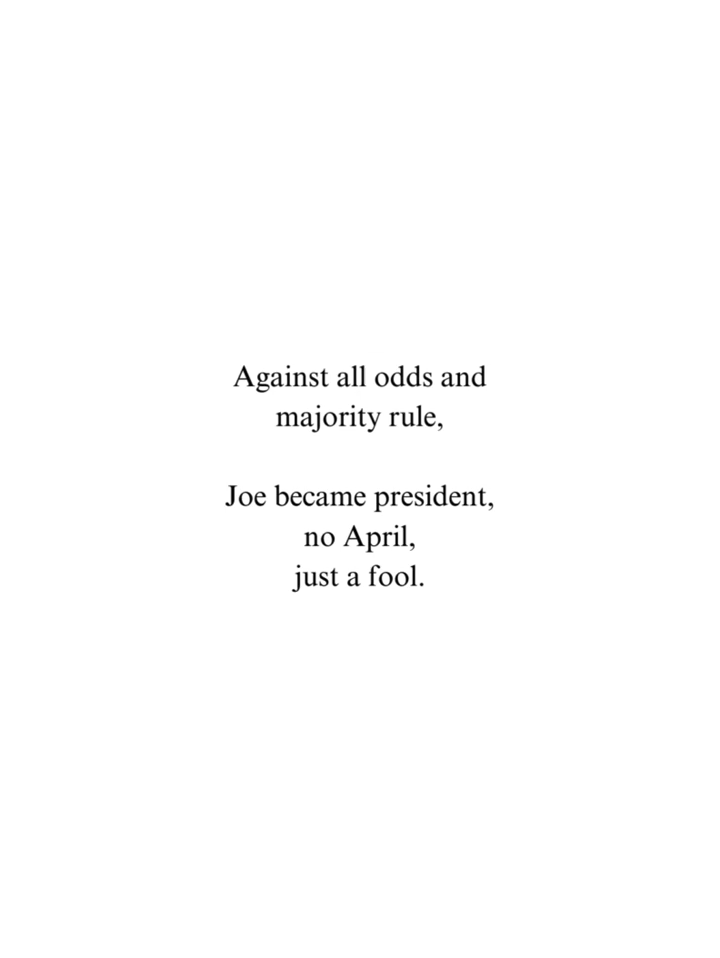 Against all odds and
majority rule,
Joe became president,
no April,
just a fool.